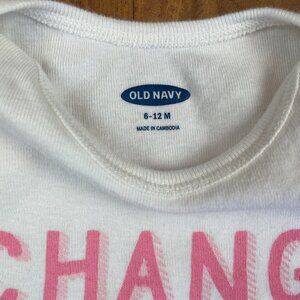 OLD NAVY
6-12 M
MADE IN CAMBODIA
CHANG